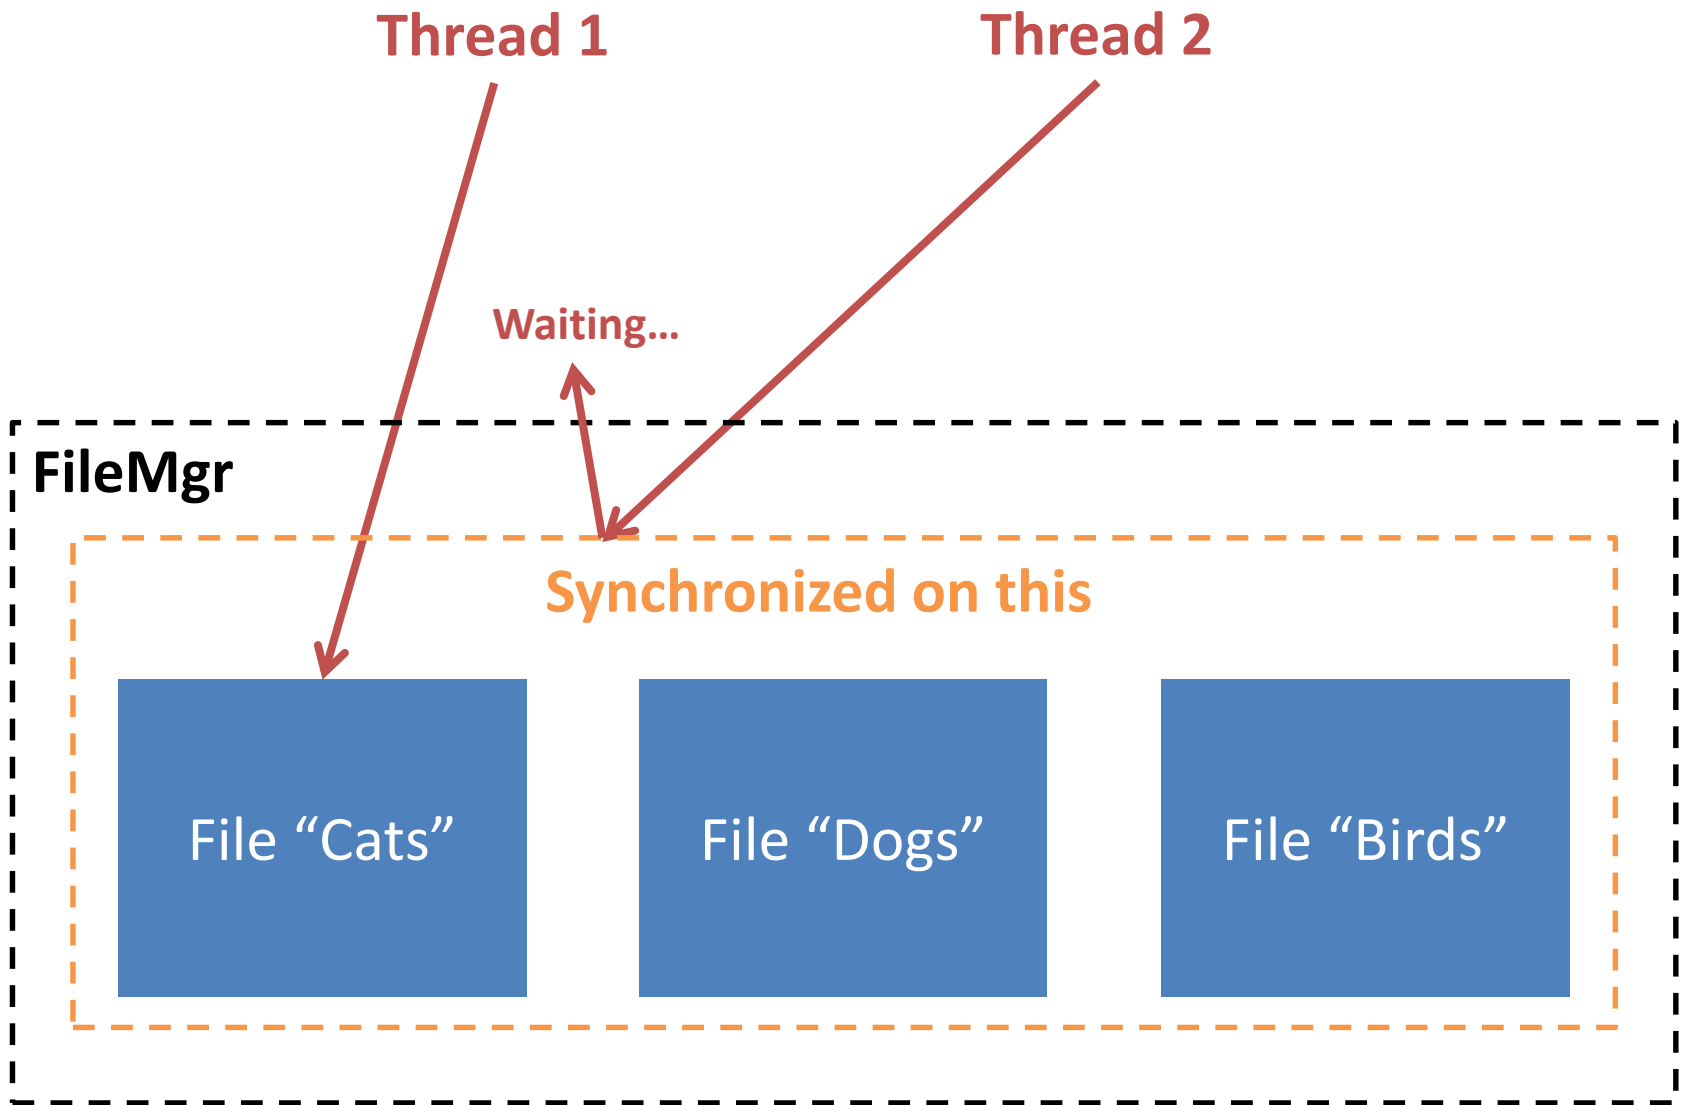 Thread 1
Thread 2
Waiting…
FileMgr
Synchronized on this
File “Cats”
File “Dogs”
File “Birds”